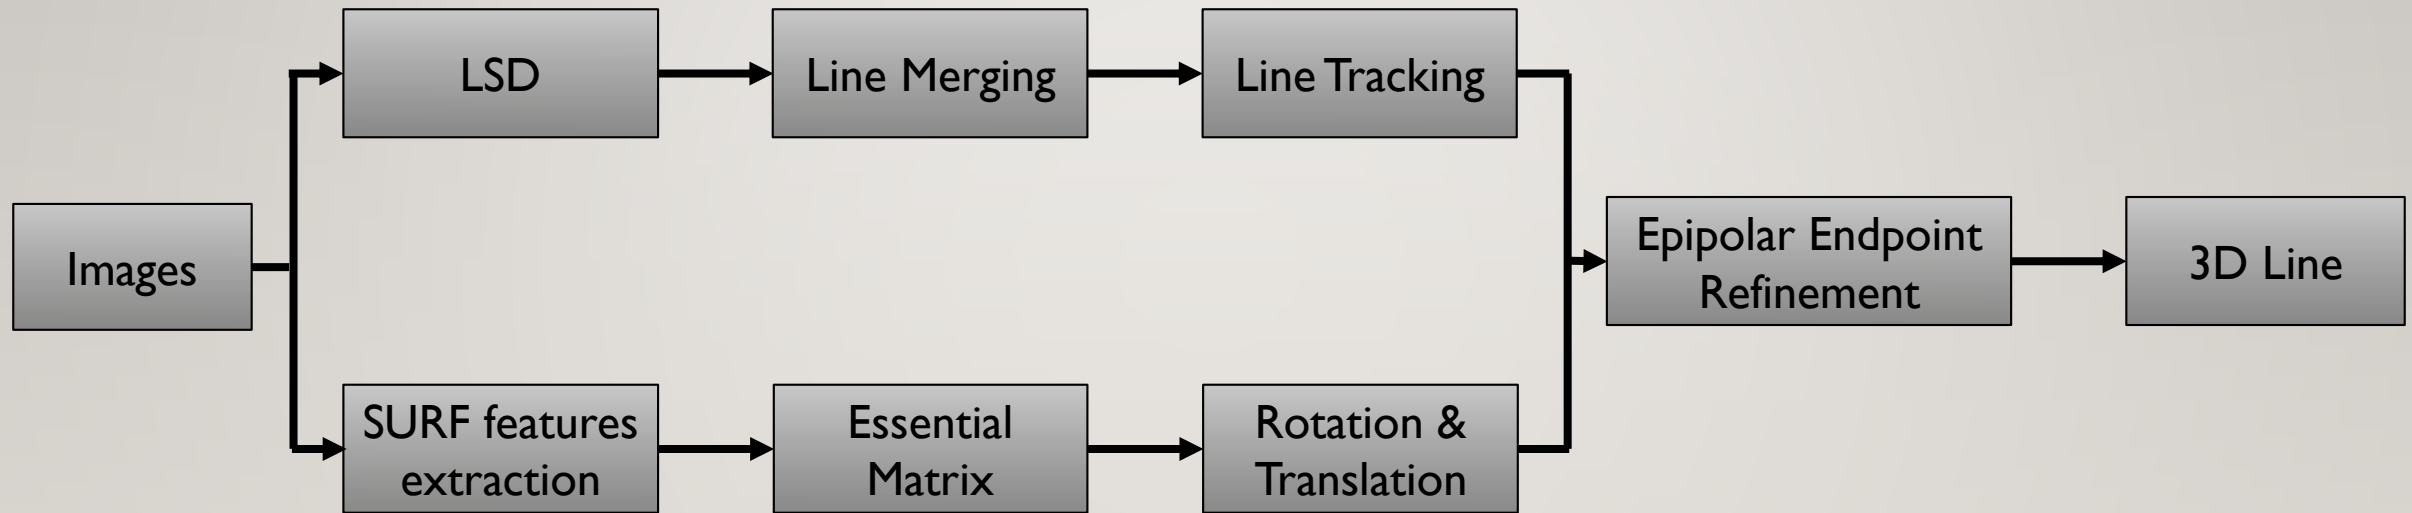 Images
LSD
Line Merging
Line Tracking
SURF features
extraction
Essential
Matrix
Rotation &
Translation
Epipolar Endpoint
Refinement
3D Line